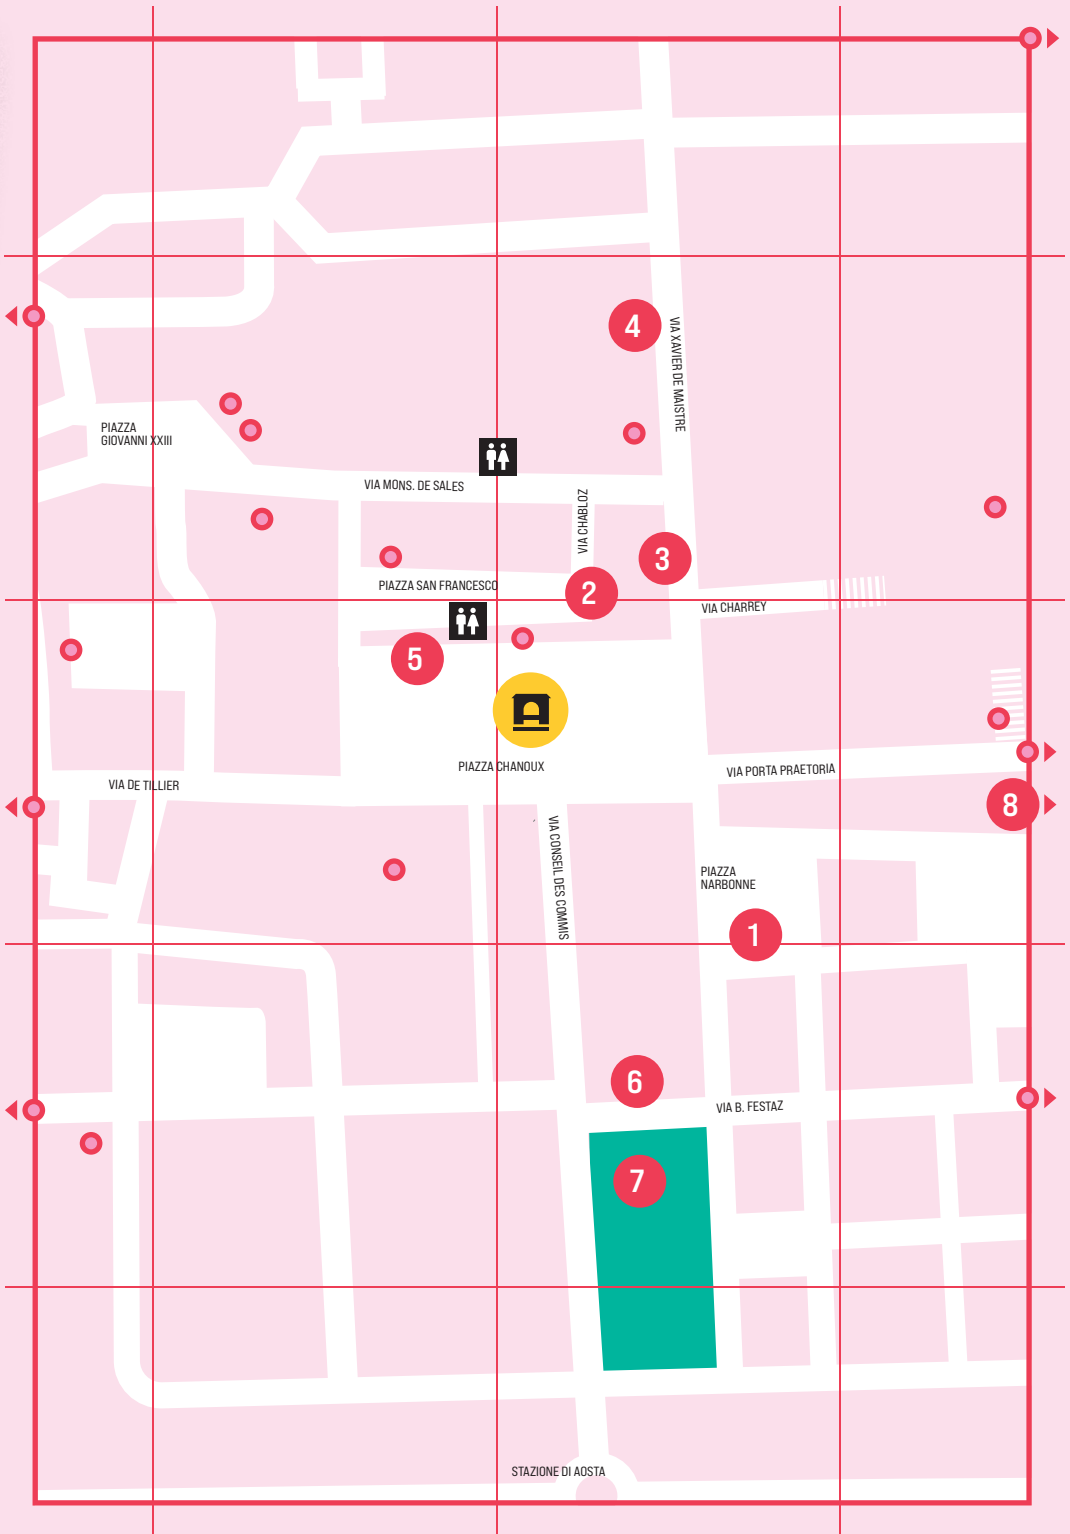 4
VIA XAVIER DE MAISTRE
PIAZZA
GIOVANNI XXIII
VIA MONS. DE SALES
VIA CHABLOZ
3
PIAZZA SAN FRANCESCO
2
VIA CHARREY
5
PIAZZA CHANOUX
VIA PORTA PRAETORIA
VIA DE TILLIER
8
VIA CONSEIL DES COMMIS
PIAZZA
NARBONNE
1
6
VIA B. FESTAZ
7
STAZIONE DI AOSTA